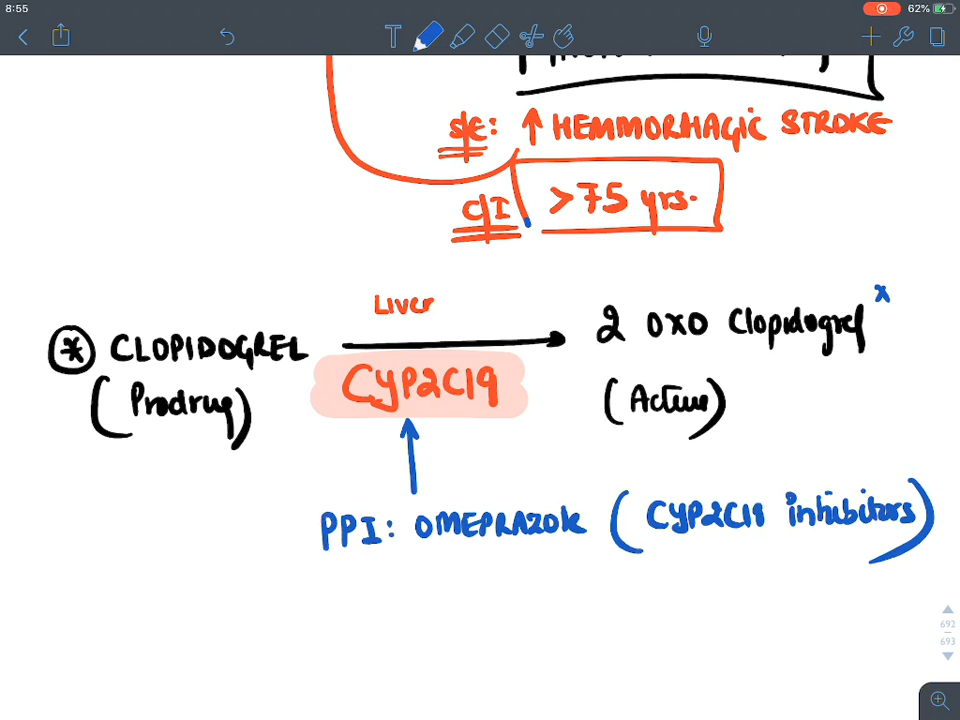 8:55
62%
T
s/E: ↑ HEMMORHAGIC STROKE
C/I >75 yrs.
Liver
* CLOPIDOGREL
2 OXO Clopidogrel x
CYP2C19
(Prodrug)
(Active)
PPI: OMEPRAZOLE (CYP2C19 inhibitors)
692
693